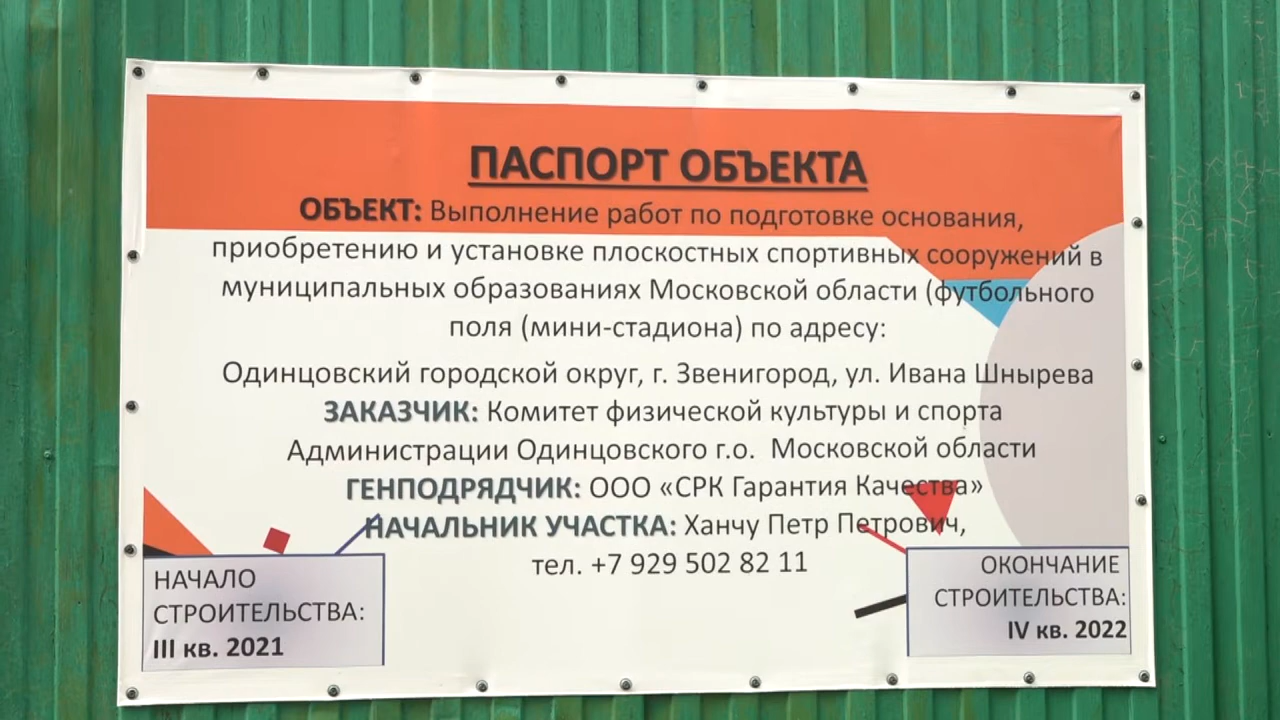 ПАСПОРТ ОБЪЕКТА
ОБЪЕКТ: Выполнение работ по подготовке основания,
приобретению и установке плоскостных спортивных сооружений в
муниципальных образованиях Московской области (футбольного
поля (мини-стадиона) по адресу:
Одинцовский городской округ, г. Звенигород, ул. Ивана Шнырева
ЗАКАЗЧИК: Комитет физической культуры и спорта
Администрации Одинцовского г.о. Московской области
ГЕНПОДРЯДЧИК: ООО «СРК Гарантия Качества»
НАЧАЛЬНИК УЧАСТКА: Ханчу Петр Петрович,
тел. +7 929 502 82 11
НАЧАЛО
СТРОИТЕЛЬСТВА:
III кв. 2021
ОКОНЧАНИЕ
СТРОИТЕЛЬСТВА:
IV кв. 2022